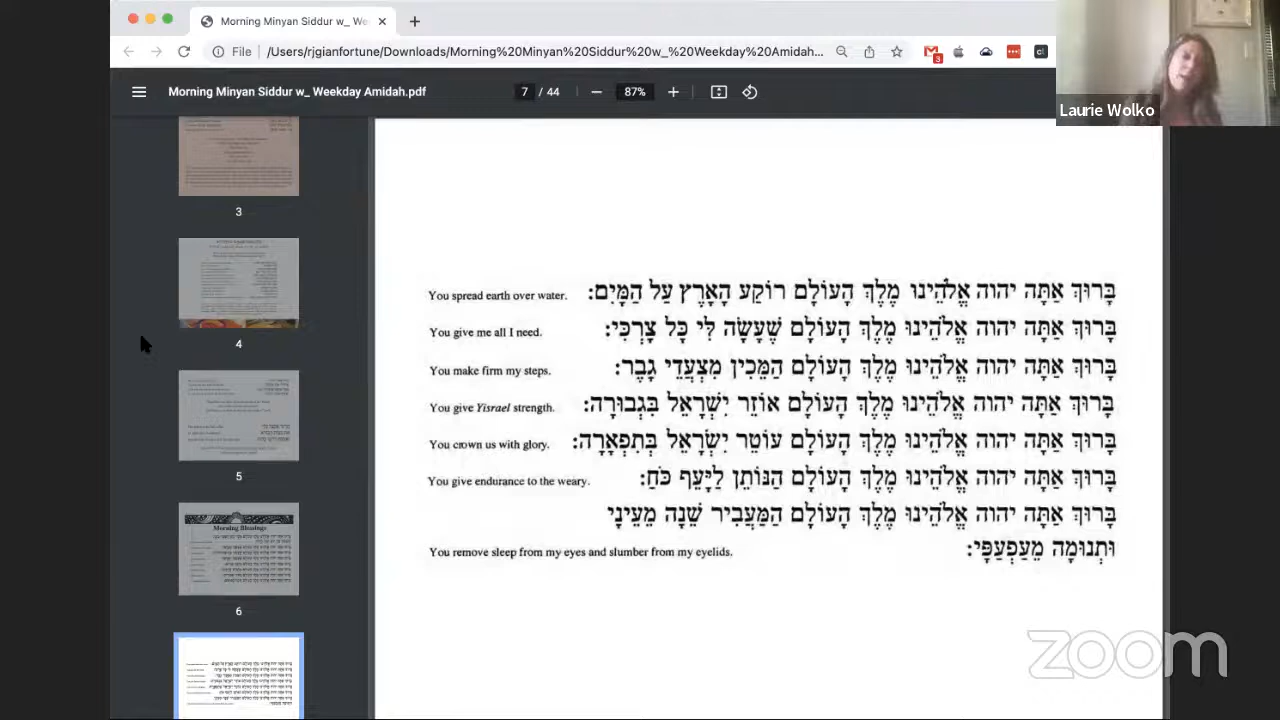 Morning Minyan Siddur w_ We
File
/Users/rjgianfortune/Downloads/Morning%20Minyan%20Siddur%20w_%20Weekday%20Amidah...
3
Laurie Wolko
Morning Minyan Siddur w_ Weekday Amidah.pdf
7 / 44
87%
3
4
5
Morning Blessings
6
You spread earth over water. בָּרוּךְ אַתָּה יהוה אֱלֹהֵינוּ מֶלֶךְ הָעוֹלָם רוֹקַע הָאָרֶץ עַל הַמָּיִם:
You give me all I need. בָּרוּךְ אַתָּה יהוה אֱלֹהֵינוּ מֶלֶךְ הָעוֹלָם שֶׁעָשָׂה לִּי כָּל צָרְכִּי:
You make firm my steps. בָּרוּךְ אַתָּה יהוה אֱלֹהֵינוּ מֶלֶךְ הָעוֹלָם הַמֵּכִין מִצְעֲדֵי גָבֶר:
You give Yisrael strength. בָּרוּךְ אַתָּה יהוה אֱלֹהֵינוּ מֶלֶךְ הָעוֹלָם אוֹזֵר יִשְׂרָאֵל בִּגְבוּרָה:
You crown us with glory. בָּרוּךְ אַתָּה יהוה אֱלֹהֵינוּ מֶלֶךְ הָעוֹלָם עוֹטֵר יִשְׂרָאֵל בְּתִפְאָרָה:
You give endurance to the weary. בָּרוּךְ אַתָּה יהוה אֱלֹהֵינוּ מֶלֶךְ הָעוֹלָם הַנּוֹתֵן לַיָּעֵף כֹּחַ:
בָּרוּךְ אַתָּה יהוה אֱלֹהֵינוּ מֶלֶךְ הָעוֹלָם הַמַּעֲבִיר שֵׁנָה מֵעֵינָי
You remove sleep from my eyes and slumber from my eyelids. וּתְנוּמָה מֵעַפְעַפָּי:
zoom